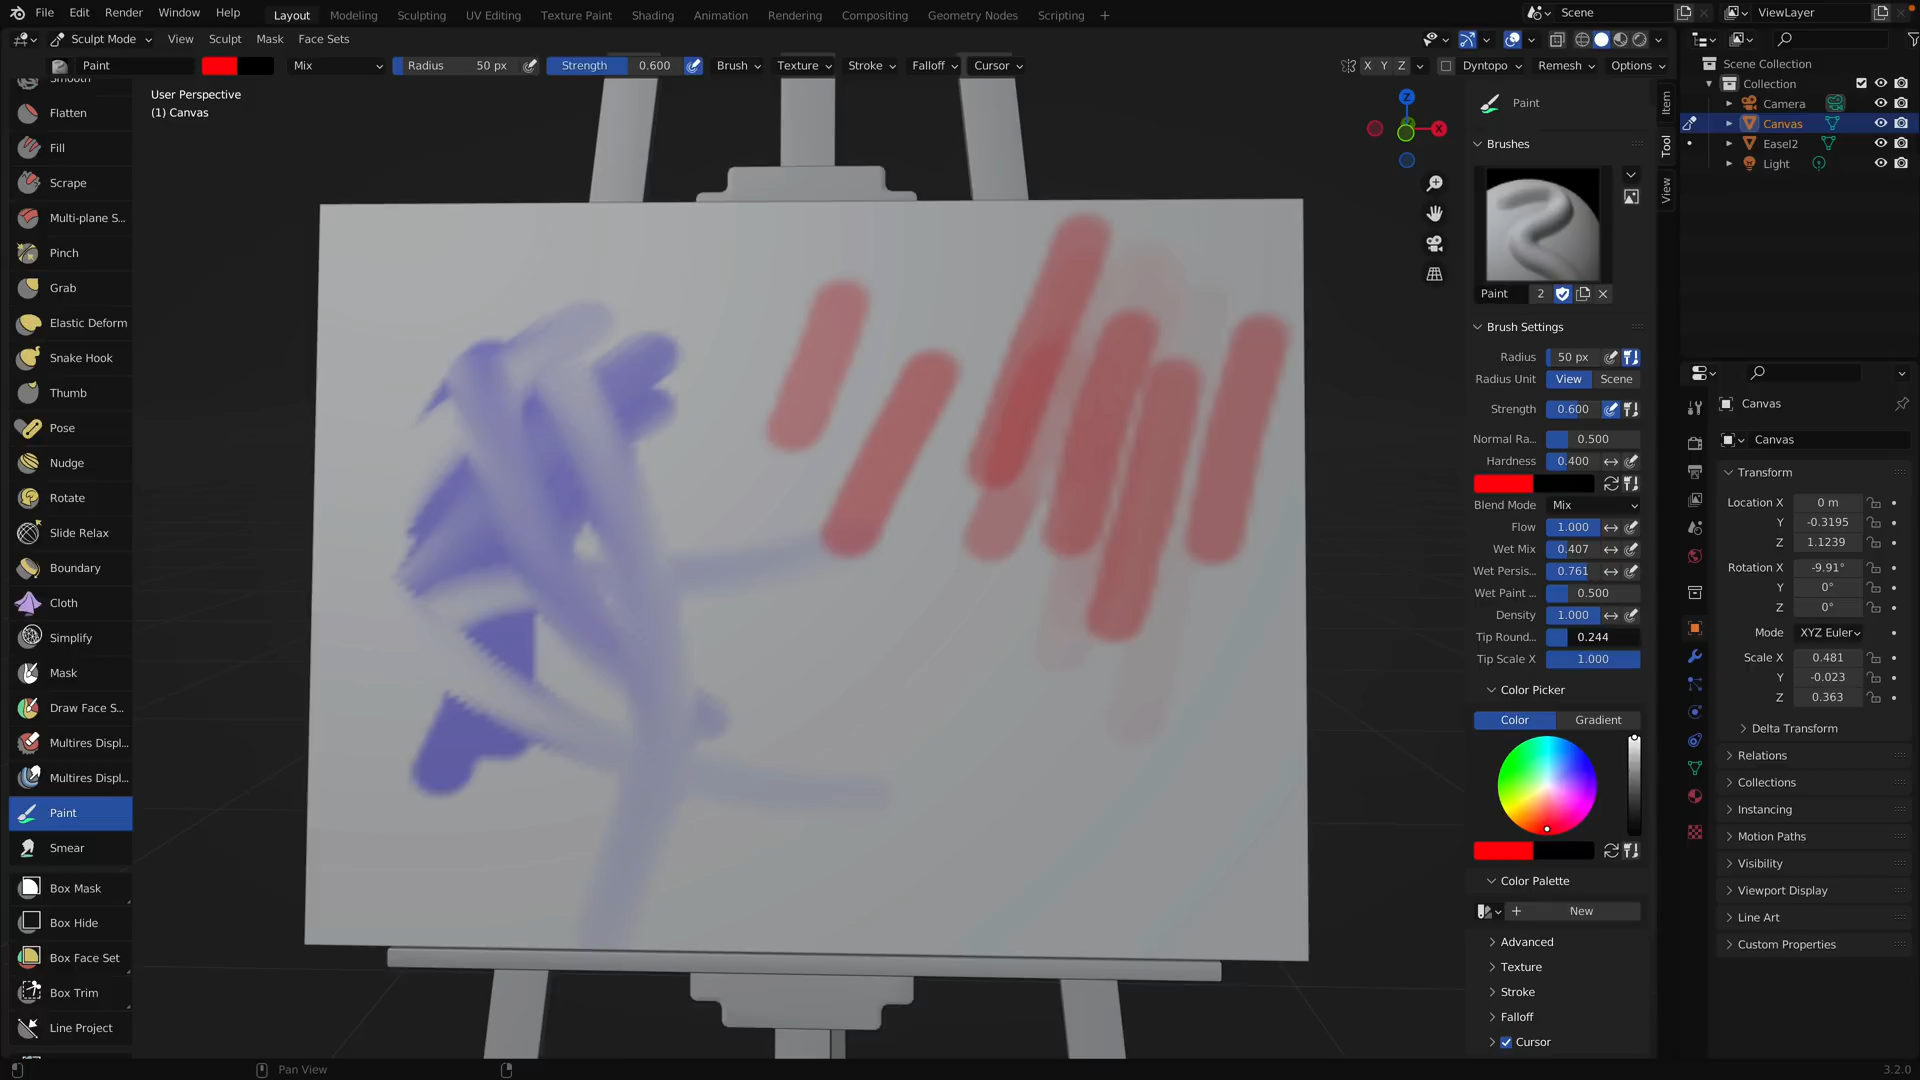 File Edit Render Window Help
Layout Modeling Sculpting UV Editing Texture Paint Shading Animation Rendering Compositing Geometry Nodes Scripting +
Scene
ViewLayer
Sculpt Mode View Sculpt Mask Face Sets
Paint Mix Radius 50 px Strength 0.600 Brush Texture Stroke Falloff Cursor
X Y Z Dyntopo Remesh Options
User Perspective
(1) Canvas
Smooth
Flatten
Fill
Scrape
Multi-plane S...
Pinch
Grab
Elastic Deform
Snake Hook
Thumb
Pose
Nudge
Rotate
Slide Relax
Boundary
Cloth
Simplify
Mask
Draw Face S...
Multires Displ...
Multires Displ...
Paint
Smear
Box Mask
Box Hide
Box Face Set
Box Trim
Line Project
Z
X
Item
Tool
View
Paint
Brushes
Paint 2
Brush Settings
Radius 50 px
Radius Unit View Scene
Strength 0.600
Normal Ra... 0.500
Hardness 0.400
Blend Mode Mix
Flow 1.000
Wet Mix 0.407
Wet Persis... 0.761
Wet Paint ... 0.500
Density 1.000
Tip Round... 0.244
Tip Scale X 1.000
Color Picker
Color Gradient
Color Palette
+ New
Advanced
Texture
Stroke
Falloff
Cursor
Scene Collection
Collection
Camera
Canvas
Easel2
Light
Canvas
Canvas
Transform
Location X 0 m
Y -0.3195
Z 1.1239
Rotation X -9.91°
Y 0°
Z 0°
Mode XYZ Euler
Scale X 0.481
Y -0.023
Z 0.363
Delta Transform
Relations
Collections
Instancing
Motion Paths
Visibility
Viewport Display
Line Art
Custom Properties
Pan View
3.2.0